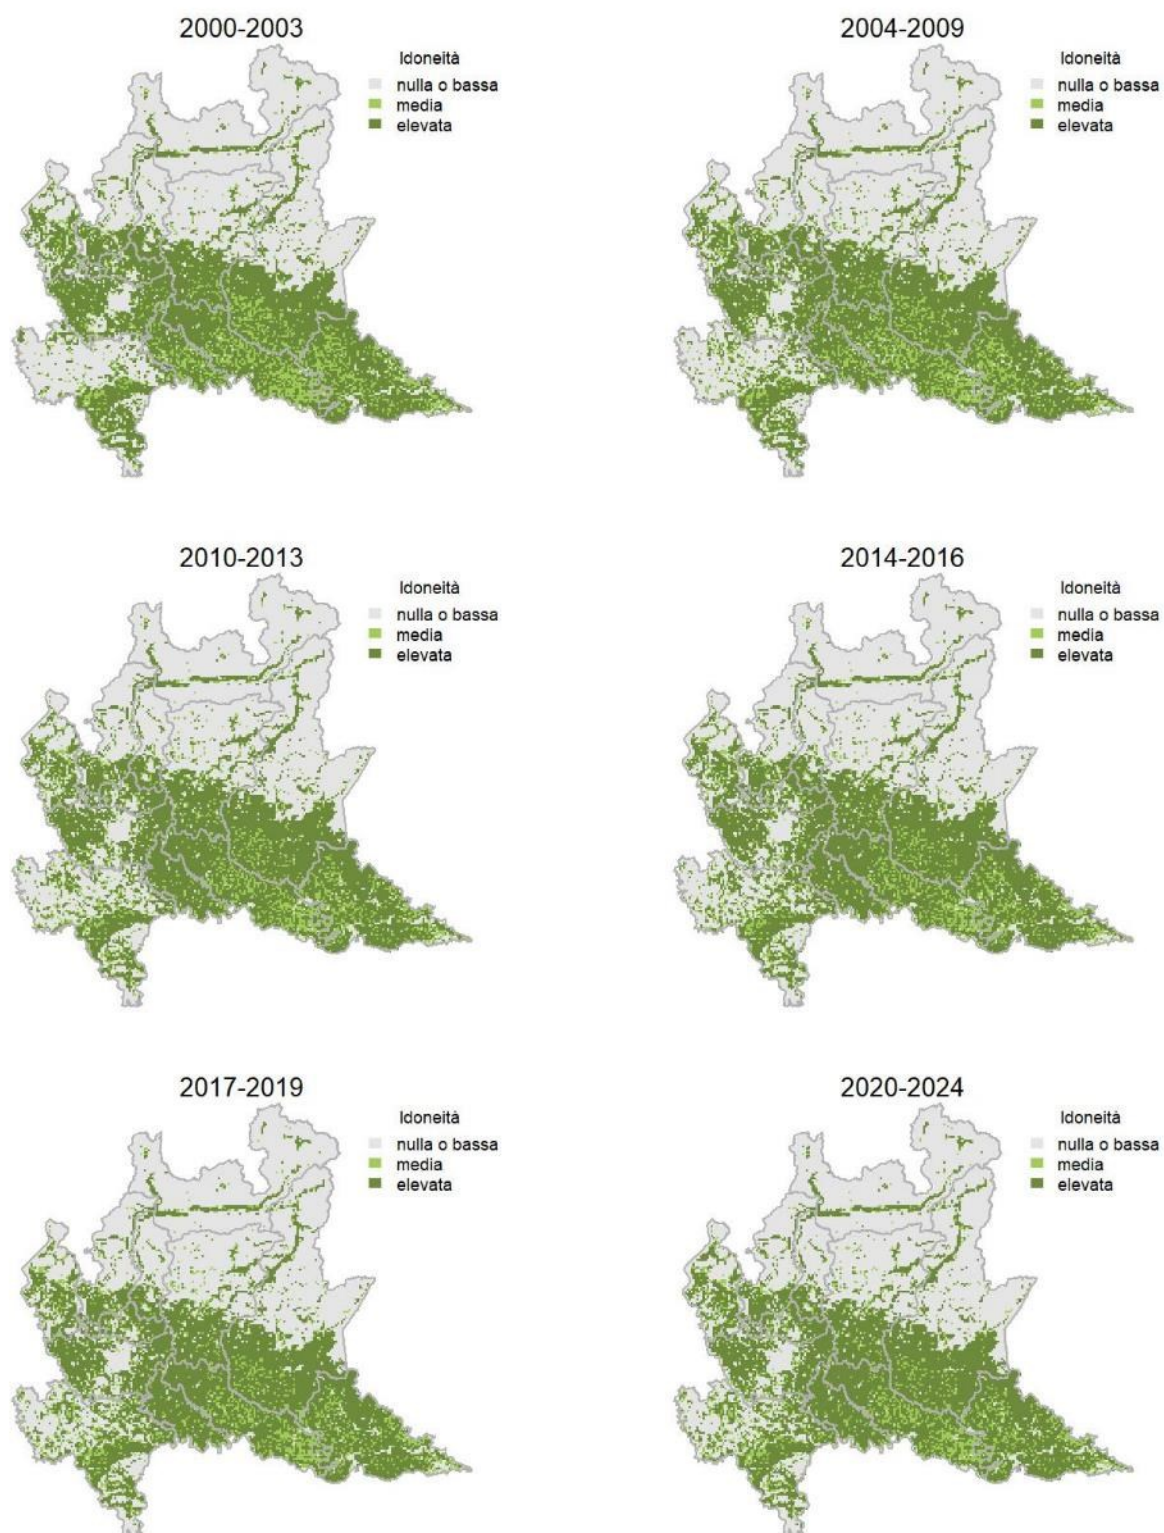 2000-2003
Idoneità
nulla o bassa
media
elevata
2004-2009
Idoneità
nulla o bassa
media
elevata
2010-2013
Idoneità
nulla o bassa
media
elevata
2014-2016
Idoneità
nulla o bassa
media
elevata
2017-2019
Idoneità
nulla o bassa
media
elevata
2020-2024
Idoneità
nulla o bassa
media
elevata